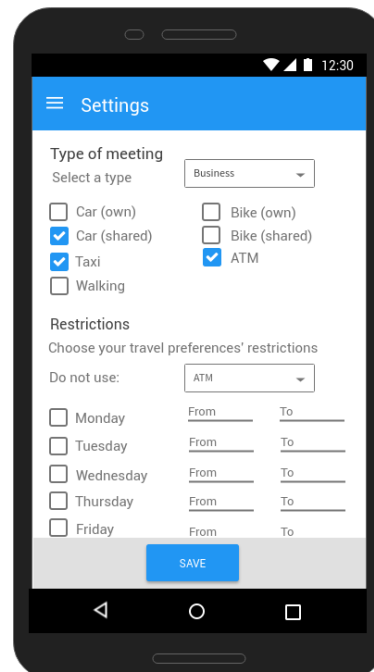 12:30
Settings
Type of meeting
Select a type Business
Car (own) Bike (own)
Car (shared) Bike (shared)
Taxi ATM
Walking
Restrictions
Choose your travel preferences' restrictions
Do not use: ATM
Monday From To
Tuesday From To
Wednesday From To
Thursday From To
Friday From To
SAVE